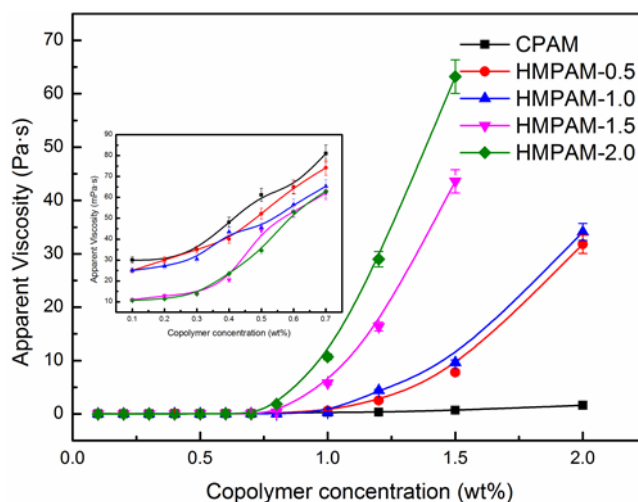 70
60
50
40
30
20
10
0
Apparent Viscosity (Pa·s)
0.0 0.5 1.0 1.5 2.0
Copolymer concentration (wt%)
CPAM
HMPAM-0.5
HMPAM-1.0
HMPAM-1.5
HMPAM-2.0
90
80
70
60
50
40
30
20
10
0
Apparent Viscosity (mPa·s)
0.1 0.2 0.3 0.4 0.5 0.6 0.7
Copolymer concentration (wt%)